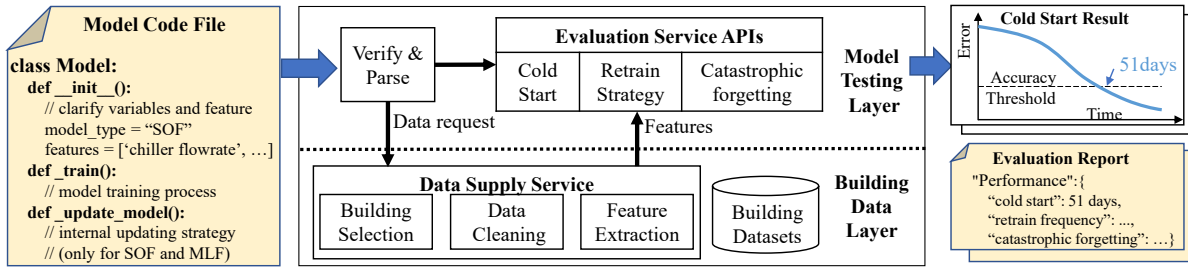 Model Code File
class Model:
def __init__():
// clarify variables and feature
model_type = “SOF”
features = [‘chiller flowrate’, …]
def _train():
// model training process
def _update_model():
// internal updating strategy
// (only for SOF and MLF)
Verify &
Parse
Evaluation Service APIs
Cold
Start
Retrain
Strategy
Catastrophic
forgetting
Model
Testing
Layer
Data request
Features
Data Supply Service
Building
Selection
Data
Cleaning
Feature
Extraction
Building
Datasets
Building
Data
Layer
Cold Start Result
Error
51days
Accuracy
Threshold
Time
Evaluation Report
"Performance":{
“cold start”: 51 days,
“retrain frequency”: ...,
“catastrophic forgetting”: …}